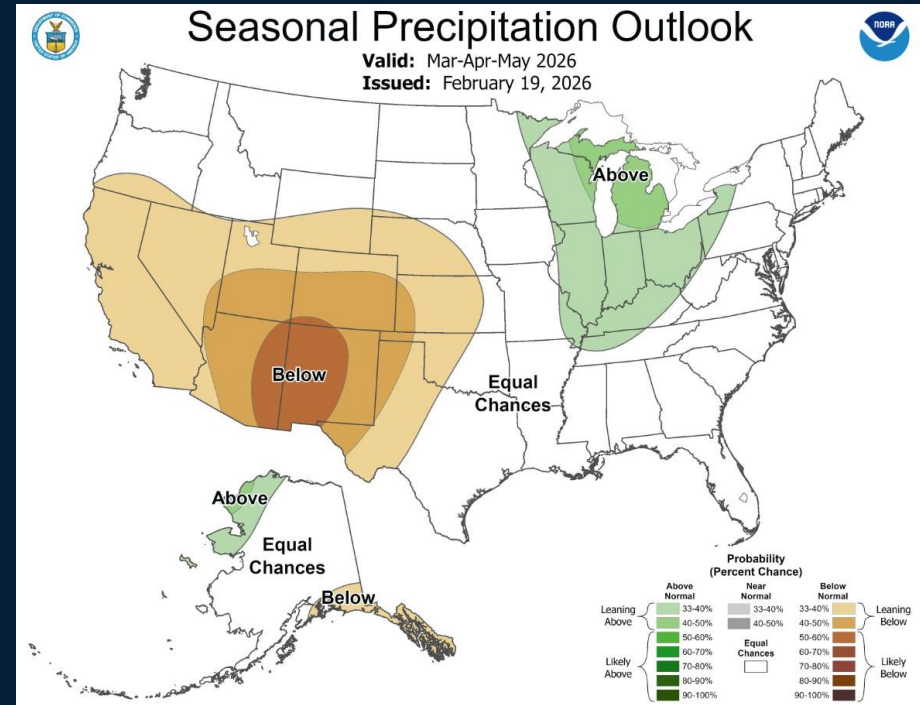 Seasonal Precipitation Outlook
Valid: Mar-Apr-May 2026
Issued: February 19, 2026
NOAA
Above
Below
Equal
Chances
Above
Equal
Chances
Below
Probability
(Percent Chance)
Above
Normal
Near
Normal
Below
Normal
Leaning
Above
33-40%
40-50%
Likely
Above
50-60%
60-70%
70-80%
80-90%
90-100%
33-40%
40-50%
Equal
Chances
33-40%
40-50%
Leaning
Below
50-60%
60-70%
70-80%
80-90%
90-100%
Likely
Below